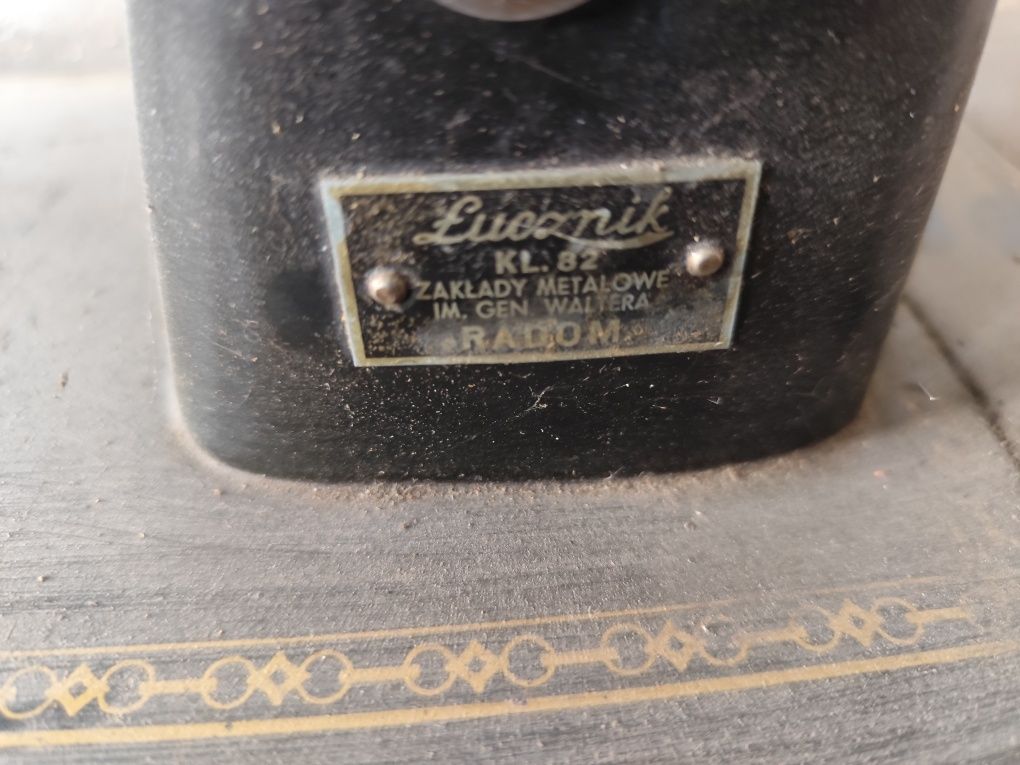 Łucznik
KL. 82
ZAKŁADY METALOWE
IM. GEN. WALTERA
RADOM